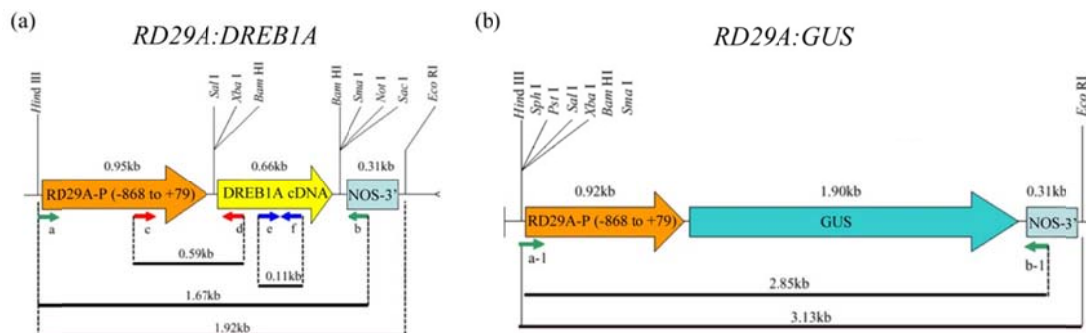 (a)
RD29A:DREB1A
Hind III
Sal I
Xba I
Bam HI
Bam HI
Sma I
Not I
Sac I
Eco RI
0.95kb
0.66kb
0.31kb
RD29A-P (-868 to +79)
DREB1A cDNA
NOS-3'
a
c
d
e
f
b
0.59kb
0.11kb
1.67kb
1.92kb
(b)
RD29A:GUS
Hind III
Sph I
Pst I
Sal I
Xba I
Bam HI
Sma I
Eco RI
0.92kb
1.90kb
0.31kb
RD29A-P (-868 to +79)
GUS
NOS-3'
a-1
b-1
2.85kb
3.13kb